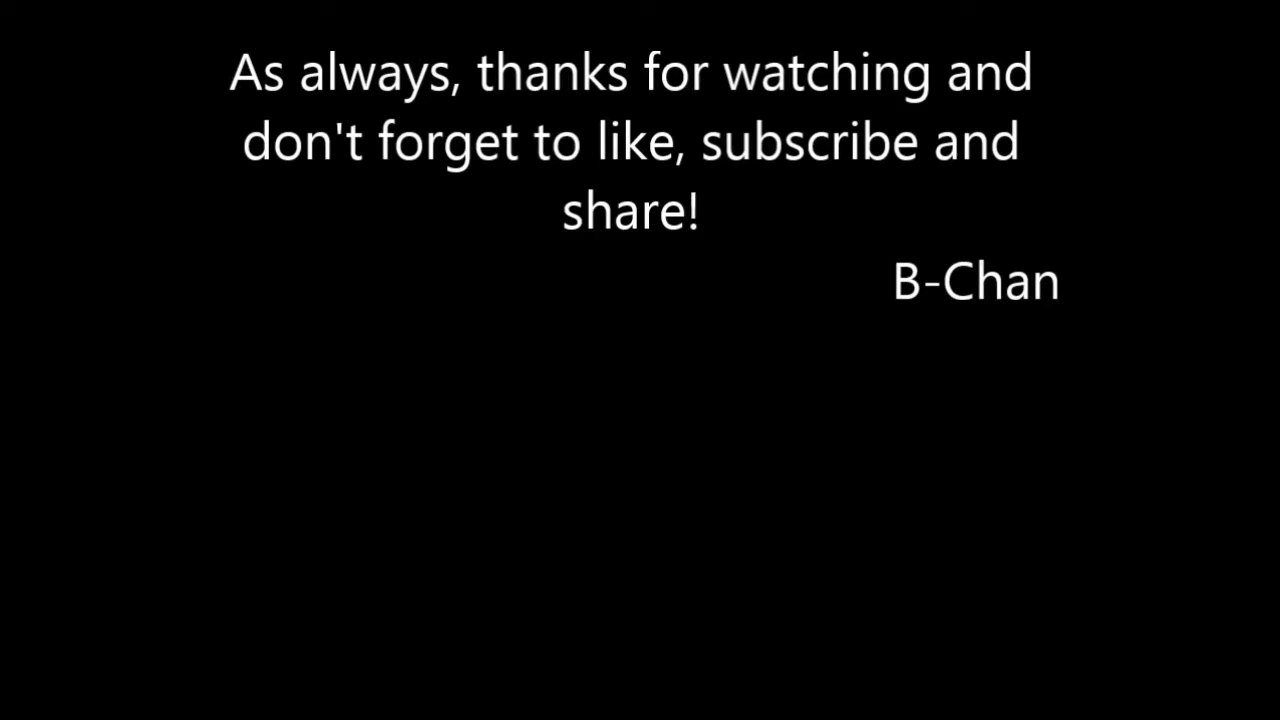 As always, thanks for watching and
don't forget to like, subscribe and
share!
B-Chan